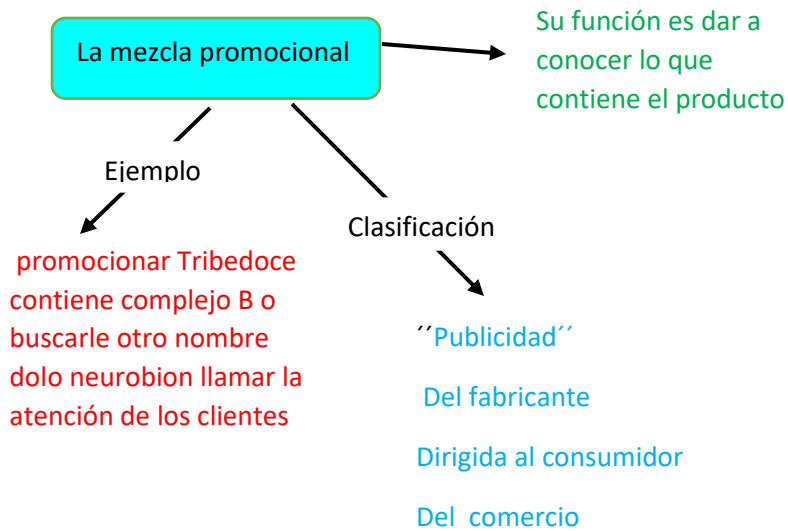 La mezcla promocional
Su función es dar a
conocer lo que
contiene el producto
Ejemplo
promocionar Tribedoce
contiene complejo B o
buscarle otro nombre
dolo neurobion llamar la
atención de los clientes
Clasificación
´´Publicidad´´
Del fabricante
Dirigida al consumidor
Del comercio